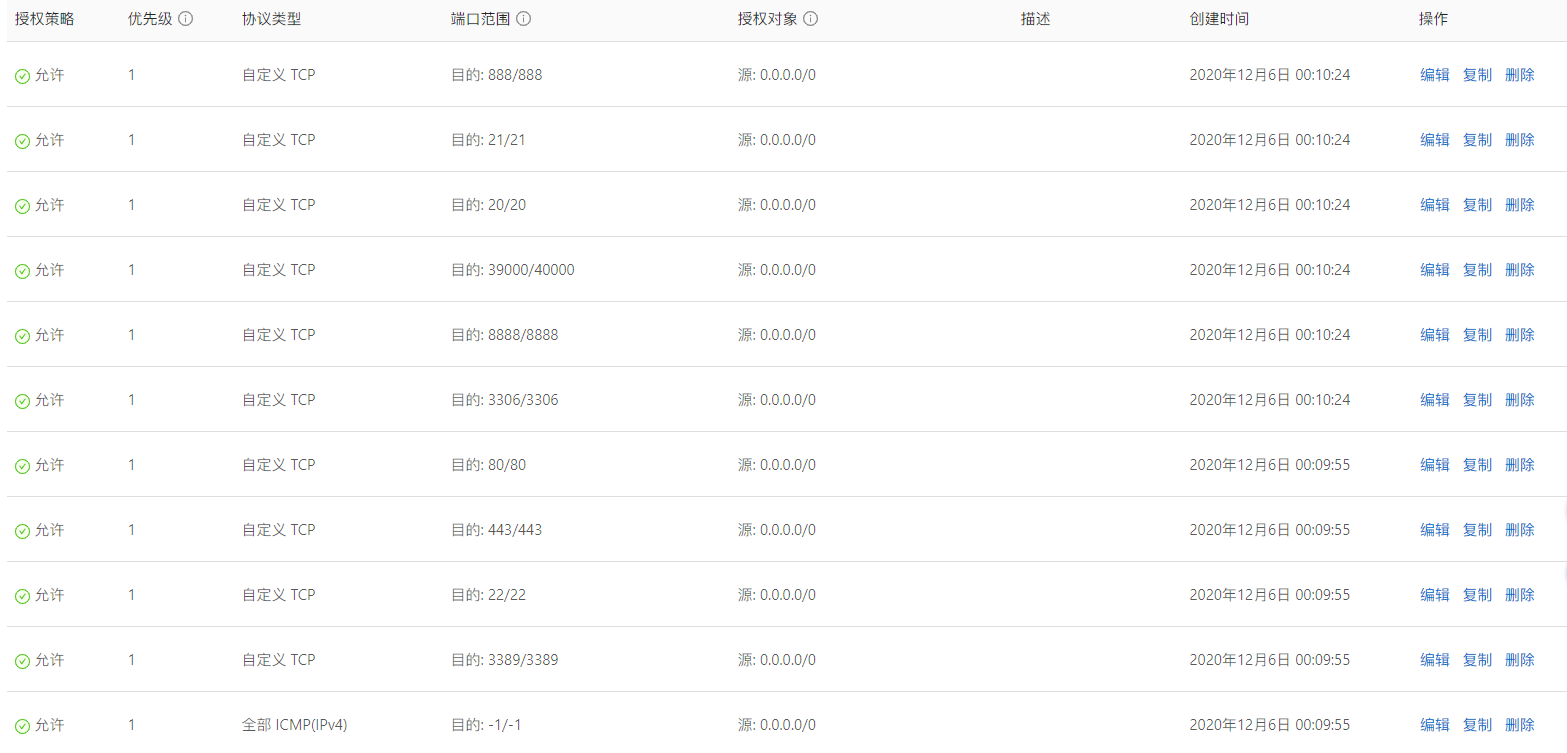 授权策略 优先级 协议类型 端口范围 授权对象 描述 创建时间 操作
允许 1 自定义 TCP 目的: 888/888 源: 0.0.0.0/0 2020年12月6日 00:10:24 编辑 复制 删除
允许 1 自定义 TCP 目的: 21/21 源: 0.0.0.0/0 2020年12月6日 00:10:24 编辑 复制 删除
允许 1 自定义 TCP 目的: 20/20 源: 0.0.0.0/0 2020年12月6日 00:10:24 编辑 复制 删除
允许 1 自定义 TCP 目的: 39000/40000 源: 0.0.0.0/0 2020年12月6日 00:10:24 编辑 复制 删除
允许 1 自定义 TCP 目的: 8888/8888 源: 0.0.0.0/0 2020年12月6日 00:10:24 编辑 复制 删除
允许 1 自定义 TCP 目的: 3306/3306 源: 0.0.0.0/0 2020年12月6日 00:10:24 编辑 复制 删除
允许 1 自定义 TCP 目的: 80/80 源: 0.0.0.0/0 2020年12月6日 00:09:55 编辑 复制 删除
允许 1 自定义 TCP 目的: 443/443 源: 0.0.0.0/0 2020年12月6日 00:09:55 编辑 复制 删除
允许 1 自定义 TCP 目的: 22/22 源: 0.0.0.0/0 2020年12月6日 00:09:55 编辑 复制 删除
允许 1 自定义 TCP 目的: 3389/3389 源: 0.0.0.0/0 2020年12月6日 00:09:55 编辑 复制 删除
允许 1 全部 ICMP(IPv4) 目的: -1/-1 源: 0.0.0.0/0 2020年12月6日 00:09:55 编辑 复制 删除